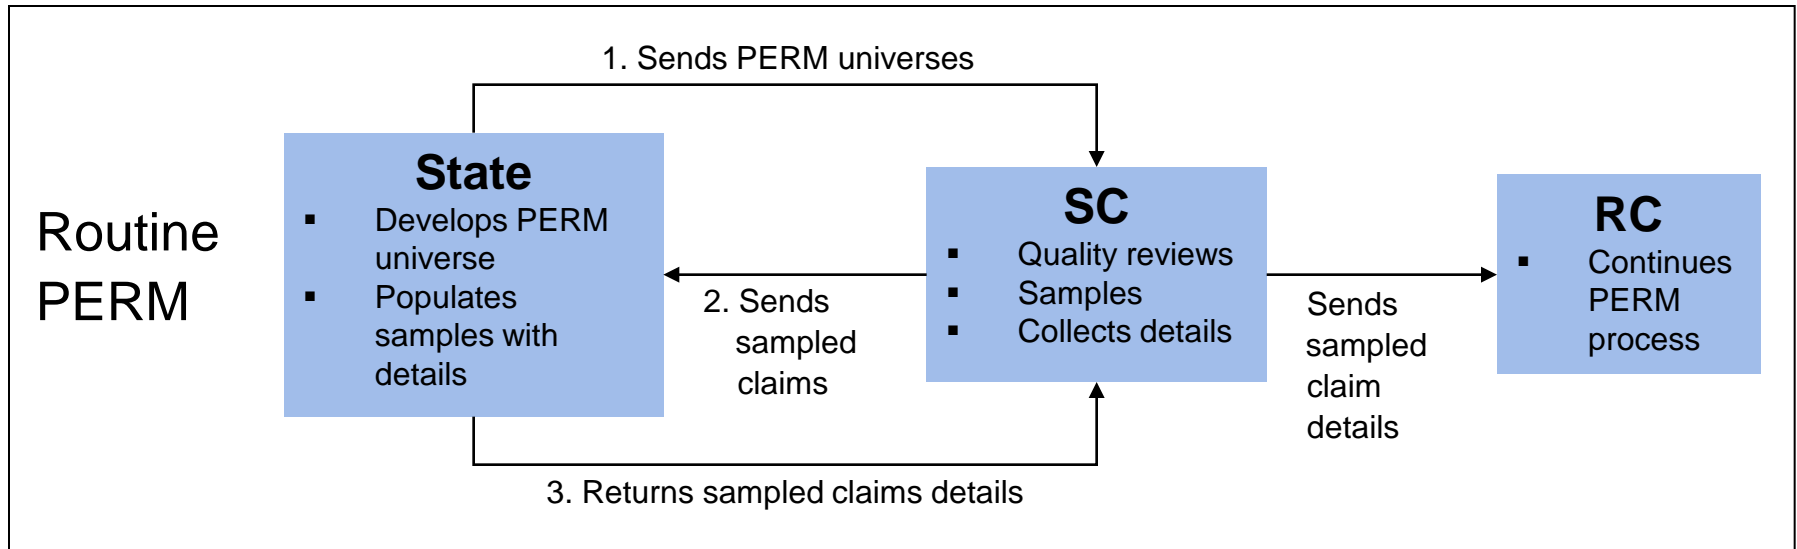 1. Sends PERM universes
Routine
PERM
State
▪ Develops PERM
universe
▪ Populates
samples with
details
2. Sends
sampled
claims
SC
▪ Quality reviews
▪ Samples
▪ Collects details
Sends
sampled
claim
details
RC
▪ Continues
PERM
process
3. Returns sampled claims details